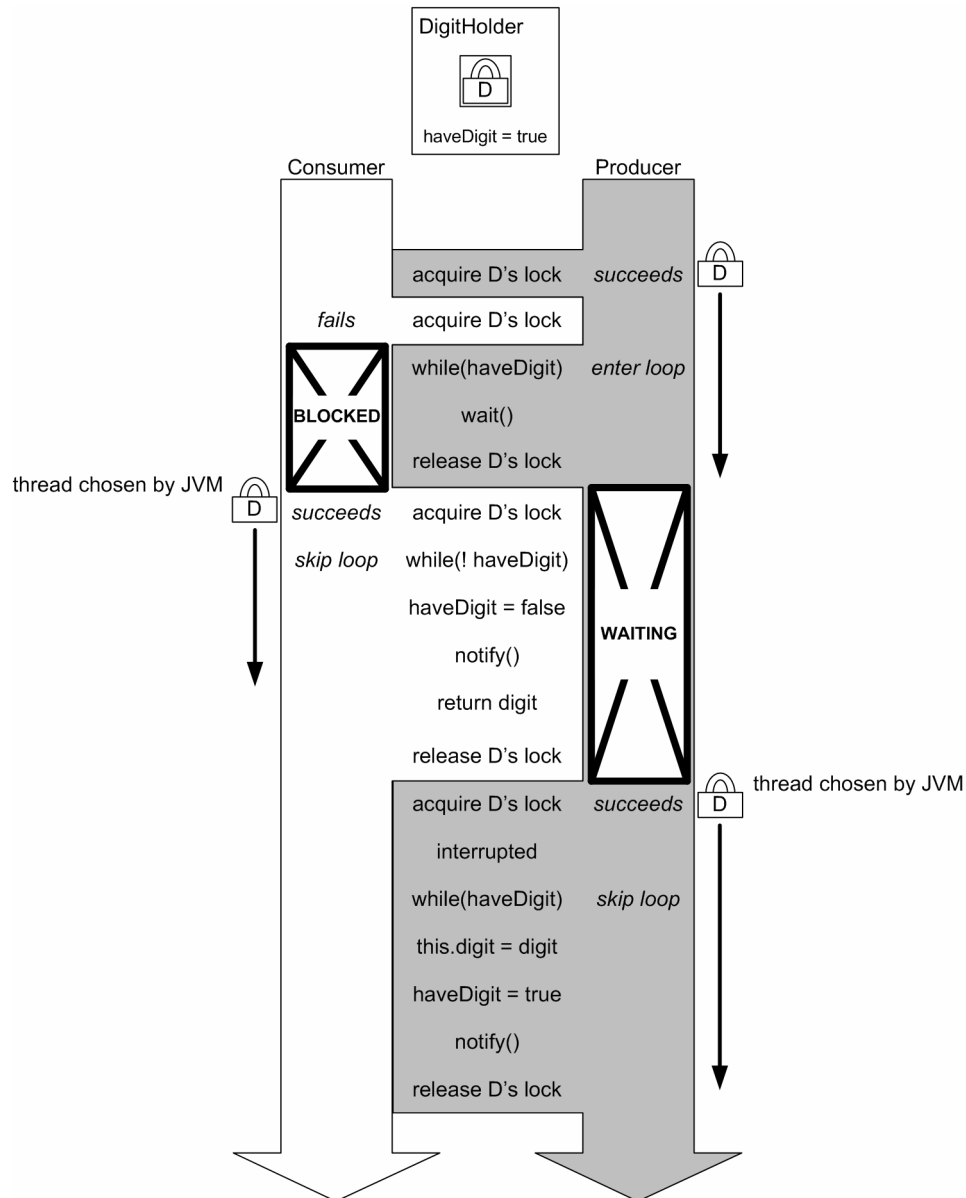 DigitHolder
D
haveDigit = true
Consumer
Producer
acquire D's lock
succeeds
D
fails
acquire D's lock
while(haveDigit)
enter loop
BLOCKED
wait()
release D's lock
thread chosen by JVM
D
succeeds
acquire D's lock
skip loop
while(! haveDigit)
haveDigit = false
WAITING
notify()
return digit
release D's lock
acquire D's lock
succeeds
D
thread chosen by JVM
interrupted
while(haveDigit)
skip loop
this.digit = digit
haveDigit = true
notify()
release D's lock